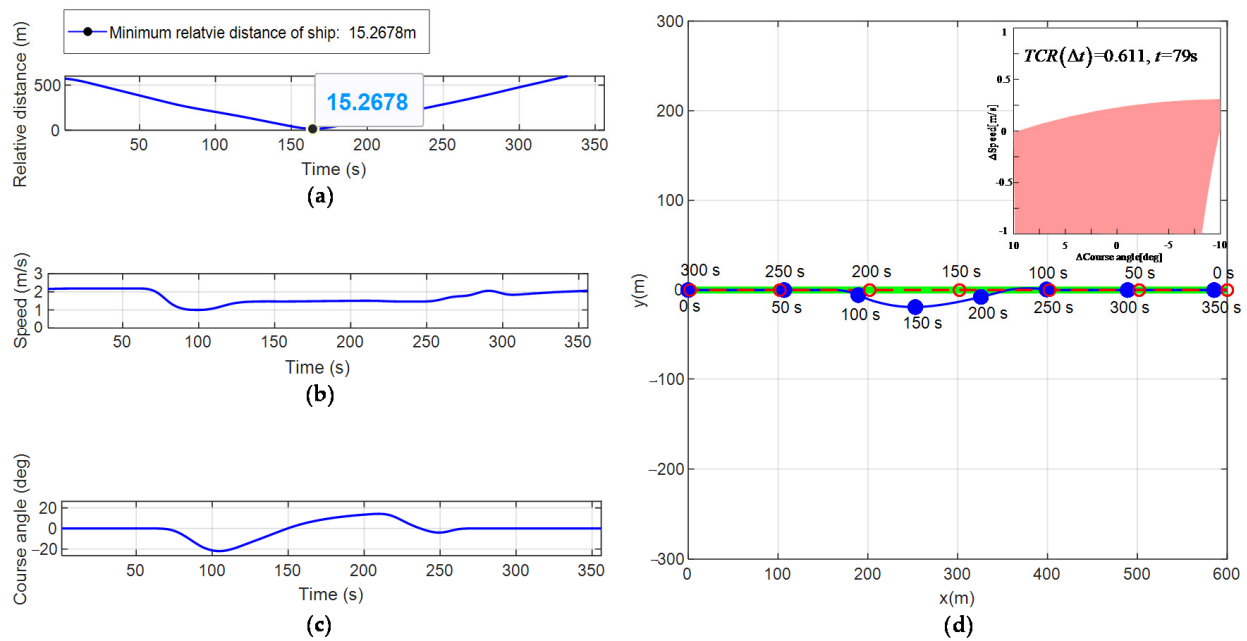 Minimum relatvie distance of ship: 15.2678m
Relative distance (m)
500
0
15.2678
50 100 150 200 250 300 350
Time (s)
(a)
Speed (m/s)
3
2
1
0
50 100 150 200 250 300 350
Time (s)
(b)
Course angle (deg)
20
0
−20
50 100 150 200 250 300 350
Time (s)
(c)
300
200
100
0
−100
−200
−300
y(m)
TCR(Δt)=0.611, t=79s
ΔSpeed[m/s]
1
0.5
0
-0.5
-1
10 5 0 -5 -10
ΔCourse angle[deg]
300 s 250 s 200 s 150 s 100 s 50 s 0 s
0 s 50 s 100 s 150 s 200 s 250 s 300 s 350 s
0 100 200 300 400 500 600
x(m)
(d)